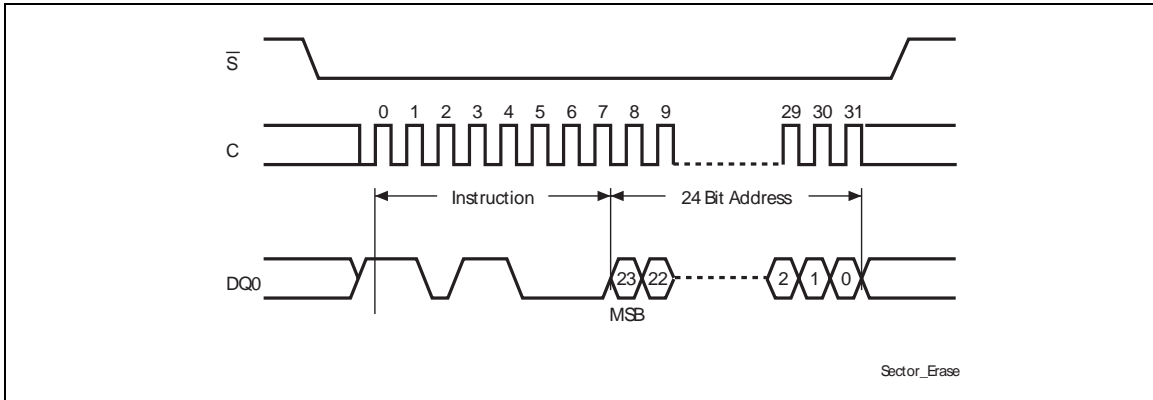 S
0 1 2 3 4 5 6 7 8 9 29 30 31
C
Instruction 24 Bit Address
DQ0 23 22 2 1 0
MSB
Sector_Erase